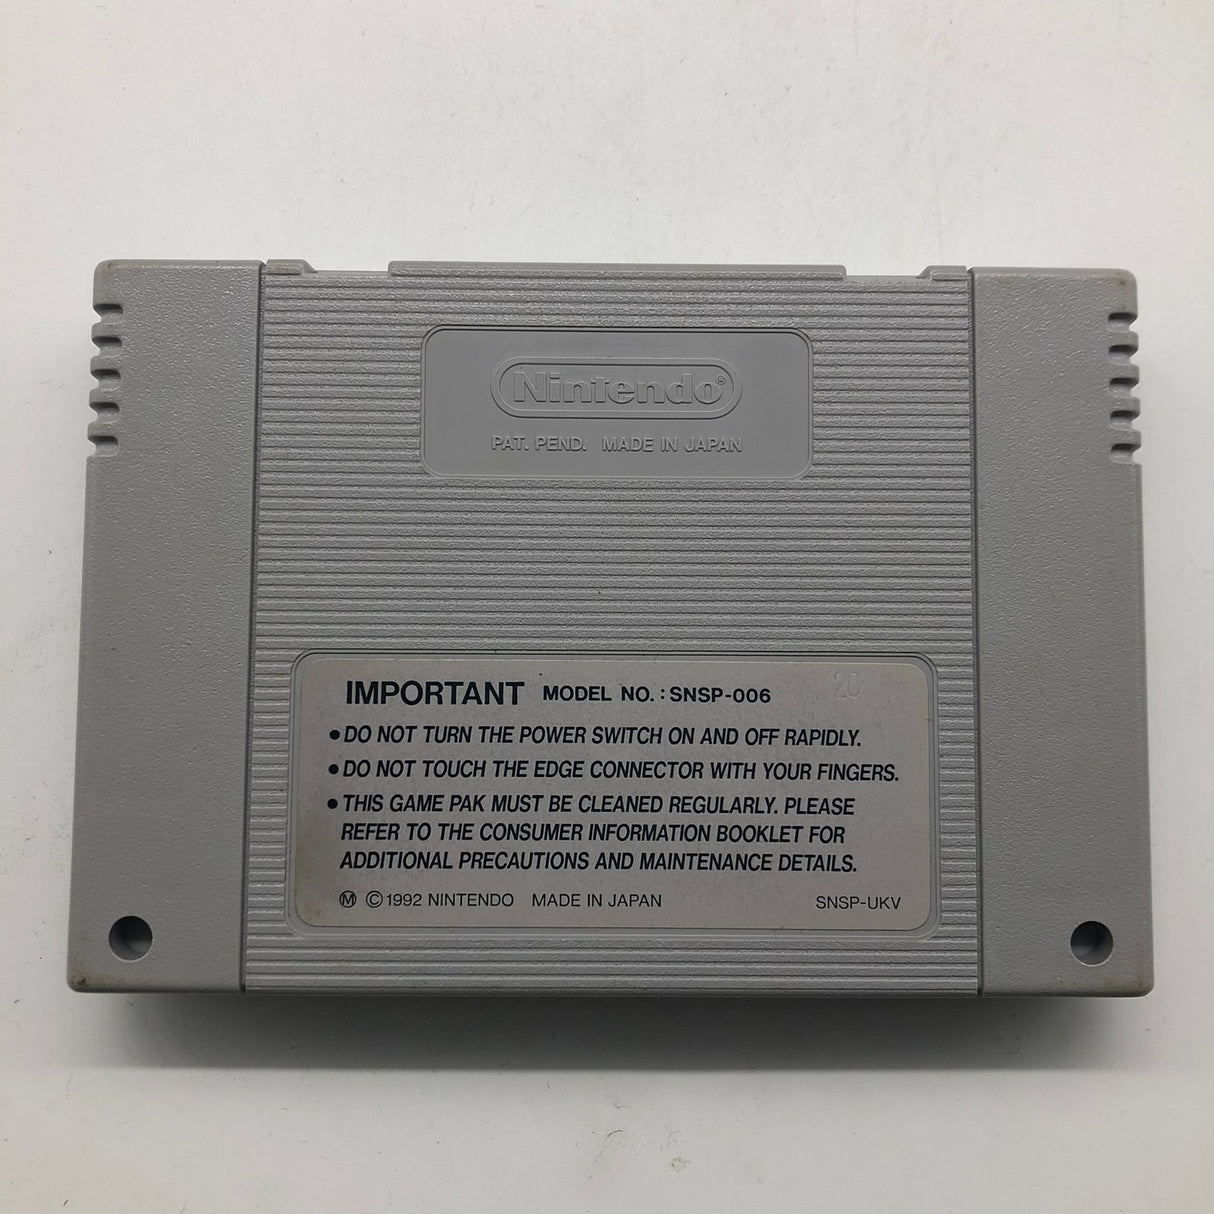 Nintendo®
PAT. PEND. MADE IN JAPAN
IMPORTANT MODEL NO.: SNSP-006 20
•DO NOT TURN THE POWER SWITCH ON AND OFF RAPIDLY.
•DO NOT TOUCH THE EDGE CONNECTOR WITH YOUR FINGERS.
•THIS GAME PAK MUST BE CLEANED REGULARLY. PLEASE
REFER TO THE CONSUMER INFORMATION BOOKLET FOR
ADDITIONAL PRECAUTIONS AND MAINTENANCE DETAILS.
Ⓜ ©1992 NINTENDO MADE IN JAPAN SNSP-UKV